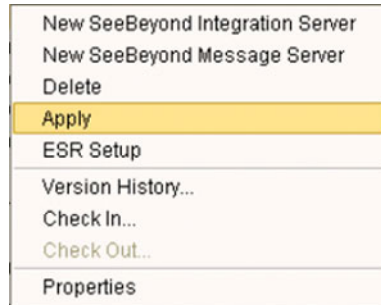 New SeeBeyond Integration Server
New SeeBeyond Message Server
Delete
Apply
ESR Setup
Version History...
Check In...
Check Out...
Properties